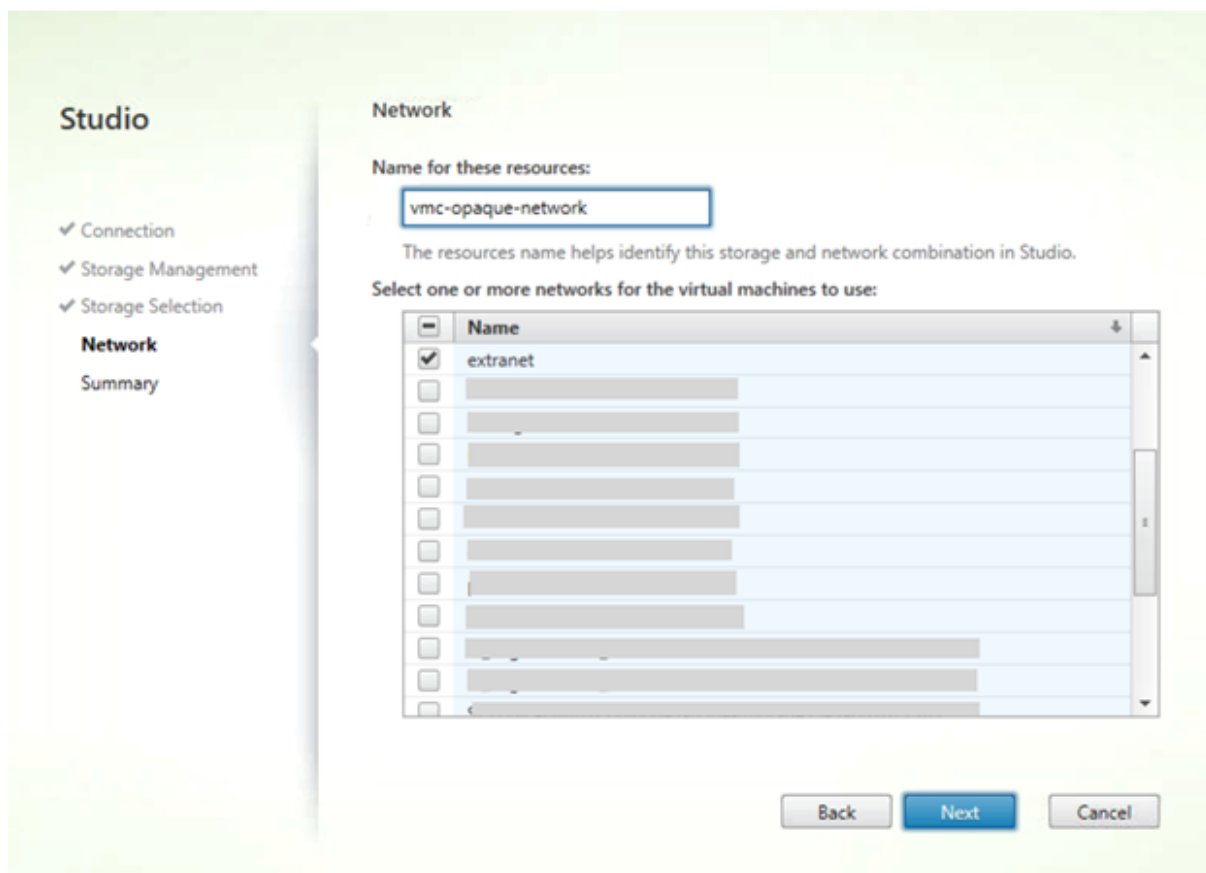 Studio
Connection
Storage Management
Storage Selection
Network
Summary
Network
Name for these resources:
vmc-opaque-network
The resources name helps identify this storage and network combination in Studio.
Select one or more networks for the virtual machines to use:
Name
extranet
Back Next Cancel